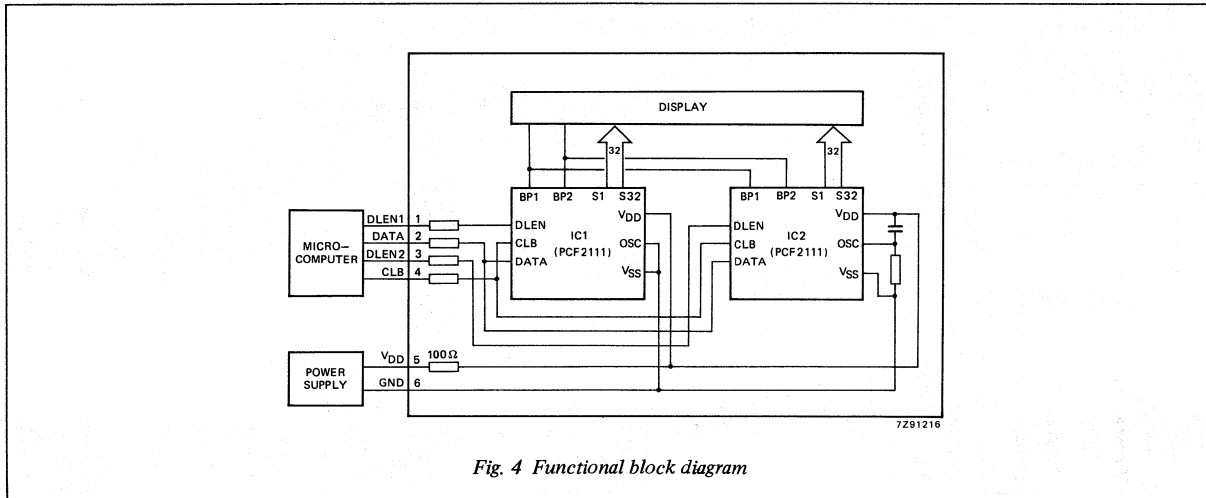 DISPLAY
32
32
BP1 BP2 S1 S32
BP1 BP2 S1 S32
MICRO–
COMPUTER
DLEN1 1
DATA 2
DLEN2 3
CLB 4
DLEN
CLB
DATA
IC1
(PCF2111)
VDD
OSC
VSS
DLEN
CLB
DATA
IC2
(PCF2111)
VDD
OSC
VSS
POWER
SUPPLY
VDD 5 100Ω
GND 6
7Z91216
Fig. 4 Functional block diagram